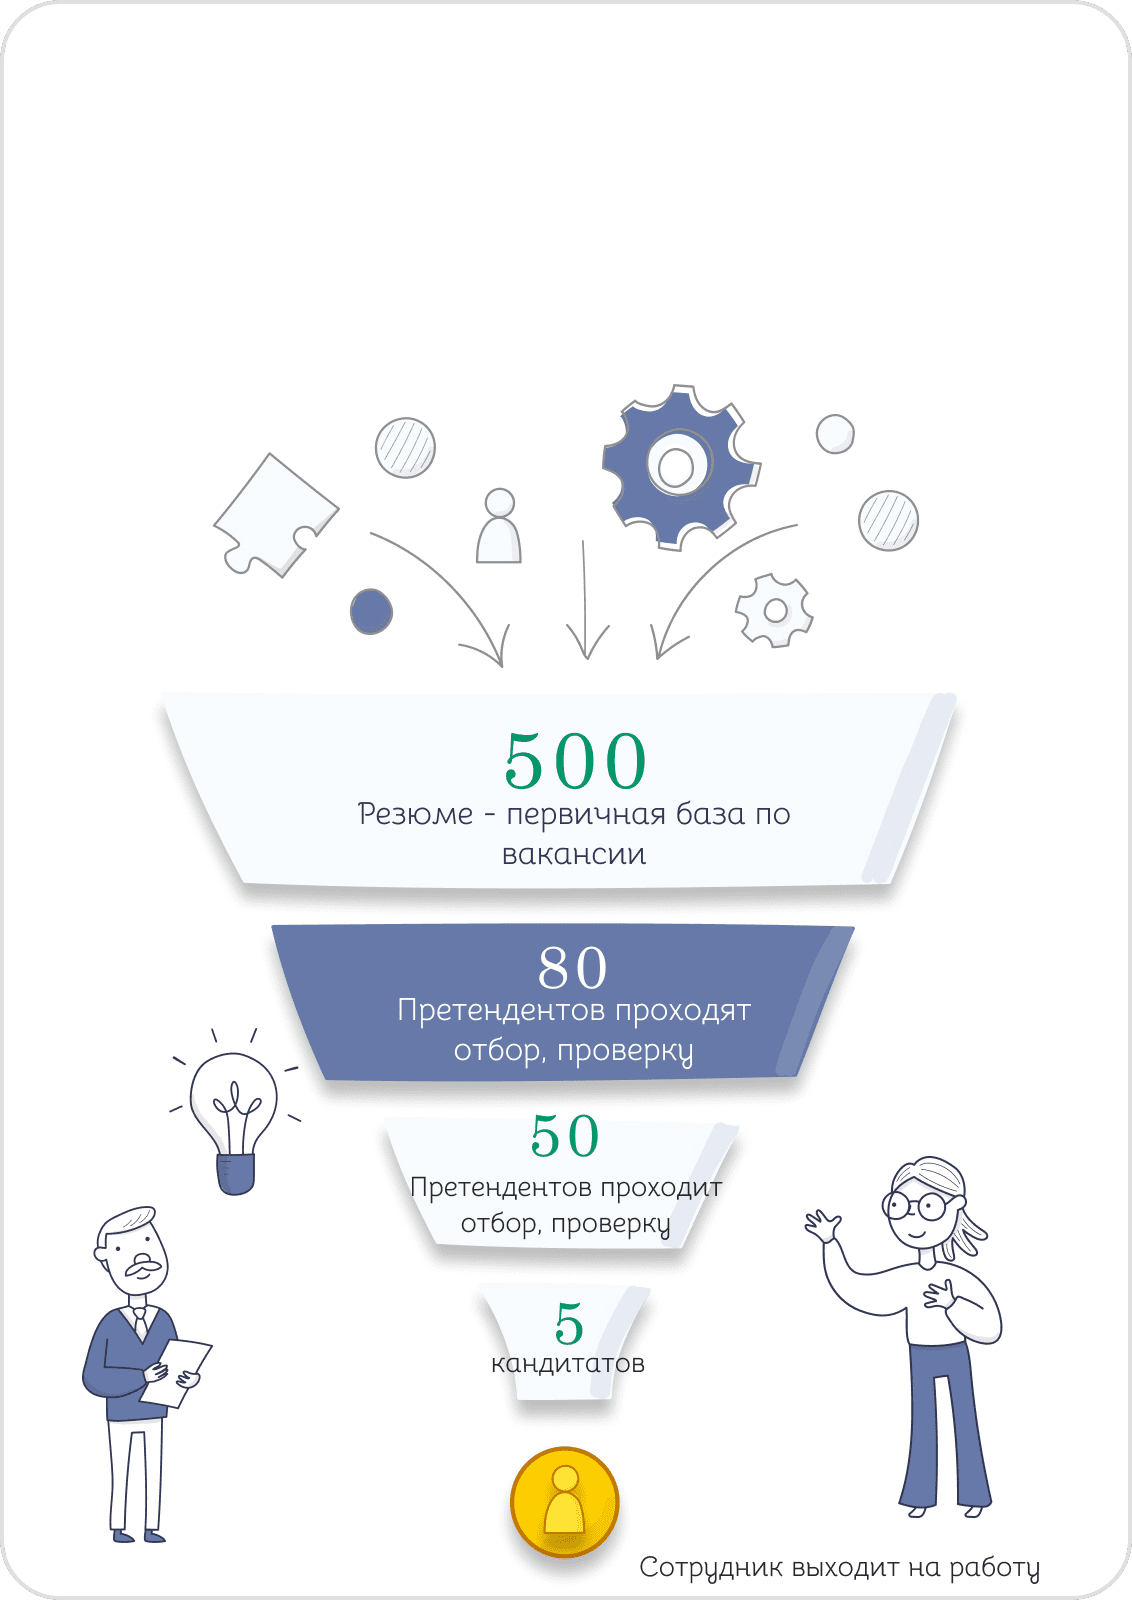 500
Резюме - первичная база по
вакансии
80
Претендентов проходят
отбор, проверку
50
Претендентов проходит
отбор, проверку
5
кандитатов
Сотрудник выходит на работу